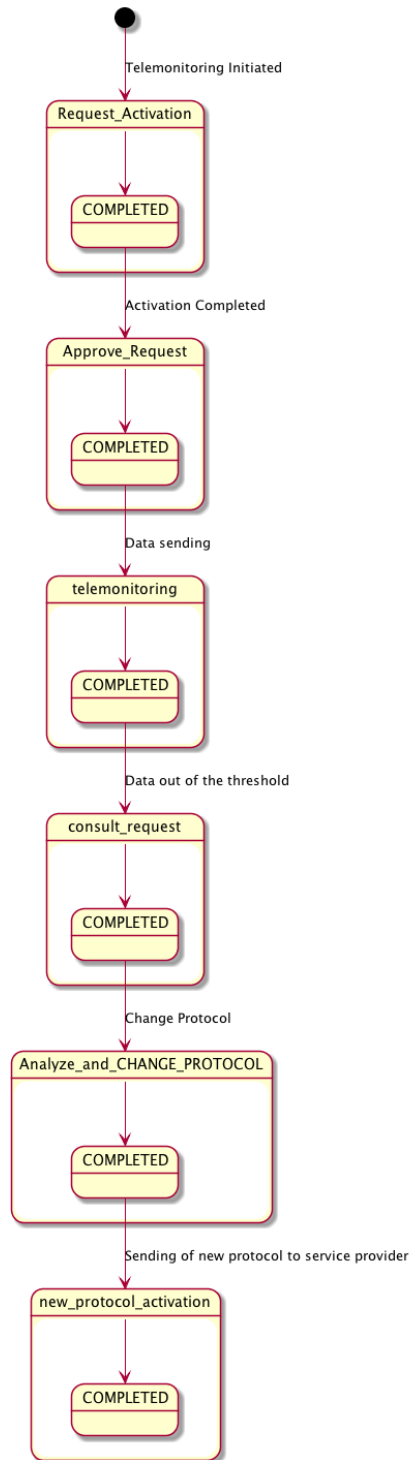 Telemonitoring Initiated
Request_Activation
COMPLETED
Activation Completed
Approve_Request
COMPLETED
Data sending
telemonitoring
COMPLETED
Data out of the threshold
consult_request
COMPLETED
Change Protocol
Analyze_and_CHANGE_PROTOCOL
COMPLETED
Sending of new protocol to service provider
new_protocol_activation
COMPLETED